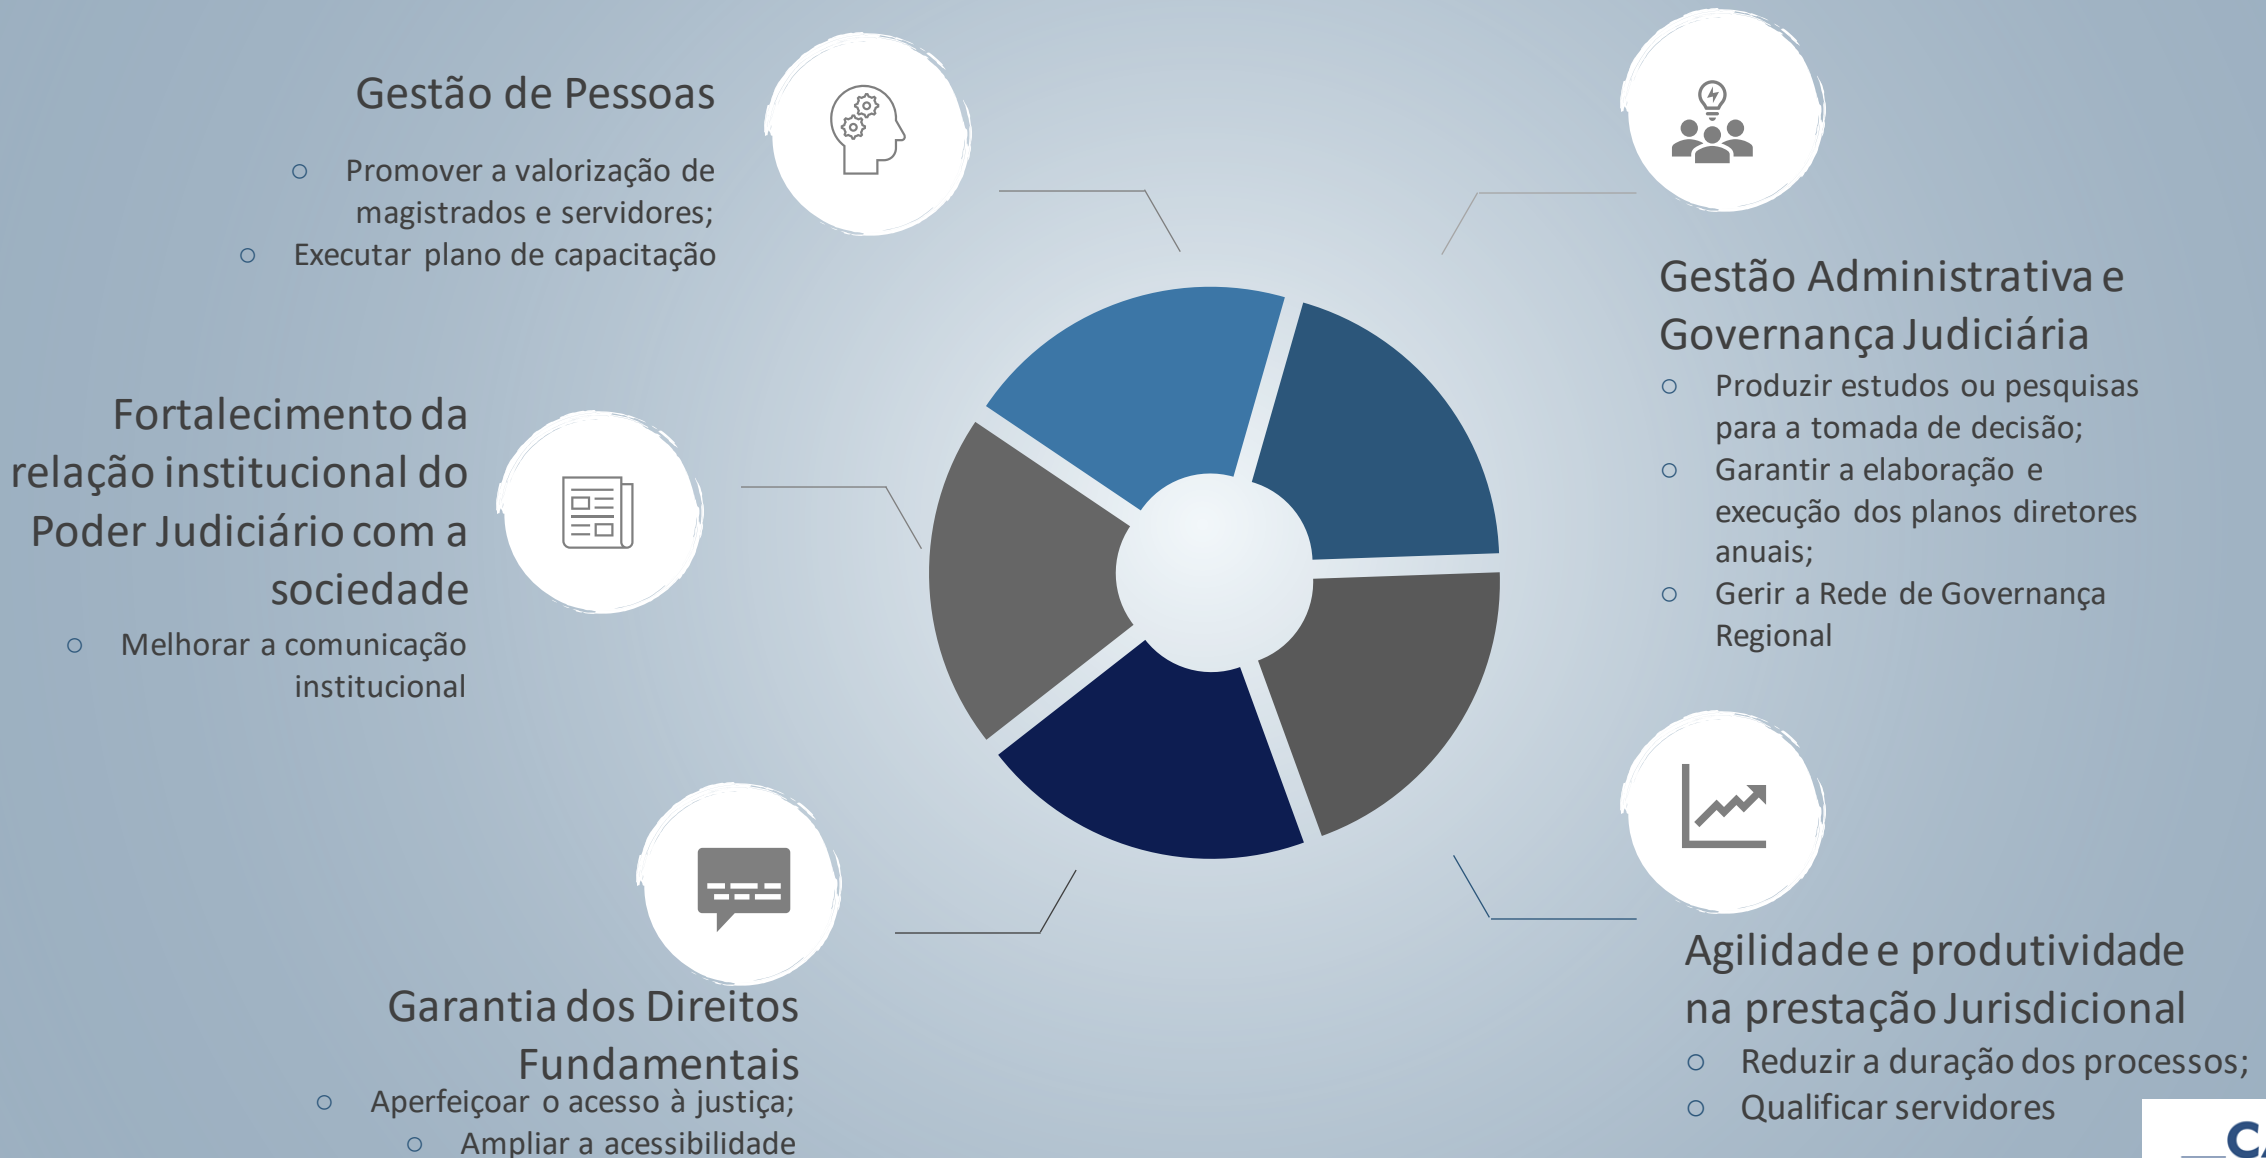 Gestão de Pessoas
○ Promover a valorização de
magistrados e servidores;
○ Executar plano de capacitação
Fortalecimento da
relação institucional do
Poder Judiciário com a
sociedade
○ Melhorar a comunicação
institucional
Garantia dos Direitos
Fundamentais
○ Aperfeiçoar o acesso à justiça;
○ Ampliar a acessibilidade
Gestão Administrativa e
Governança Judiciária
○ Produzir estudos ou pesquisas
para a tomada de decisão;
○ Garantir a elaboração e
execução dos planos diretores
anuais;
○ Gerir a Rede de Governança
Regional
Agilidade e produtividade
na prestação Jurisdicional
○ Reduzir a duração dos processos;
○ Qualificar servidores